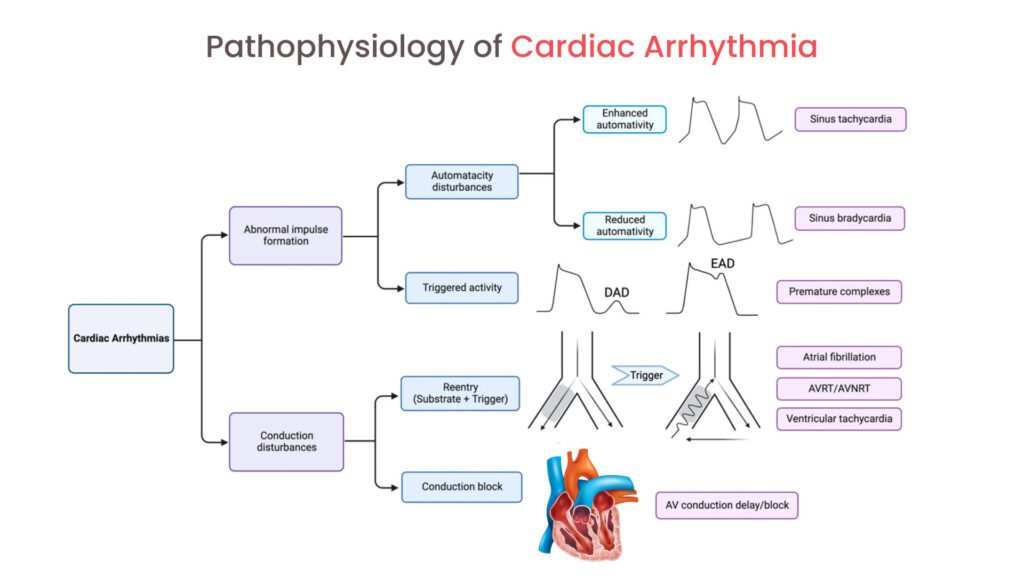 Pathophysiology of Cardiac Arrhythmia
Enhanced
automativity
Sinus tachycardia
Automatacity
disturbances
Abnormal impulse
formation
Reduced
automativity
Sinus bradycardia
EAD
DAD
Triggered activity
Premature complexes
Cardiac Arrhythmias
Reentry
(Substrate + Trigger)
Trigger
Atrial fibrillation
AVRT/AVNRT
Ventricular tachycardia
Conduction
disturbances
Conduction block
AV conduction delay/block